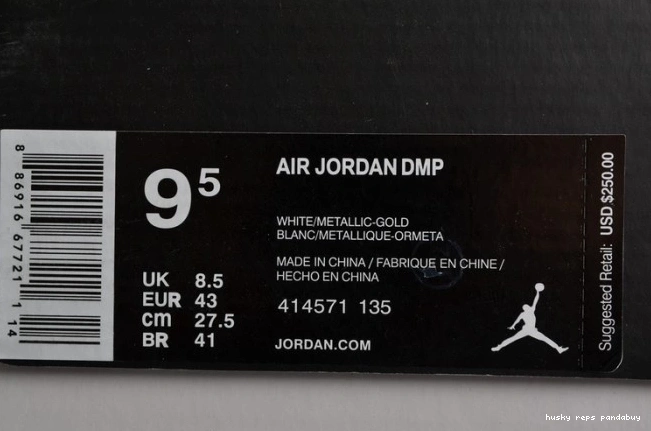 8 86916 67721 1 14
9.5
UK 8.5
EUR 43
cm 27.5
BR 41
AIR JORDAN DMP
WHITE/METALLIC-GOLD
BLANC/METALLIQUE-ORMETA
MADE IN CHINA / FABRIQUE EN CHINE /
HECHO EN CHINA
414571 135
JORDAN.COM
Suggested Retail: USD $250.00
husky reps pandabuy